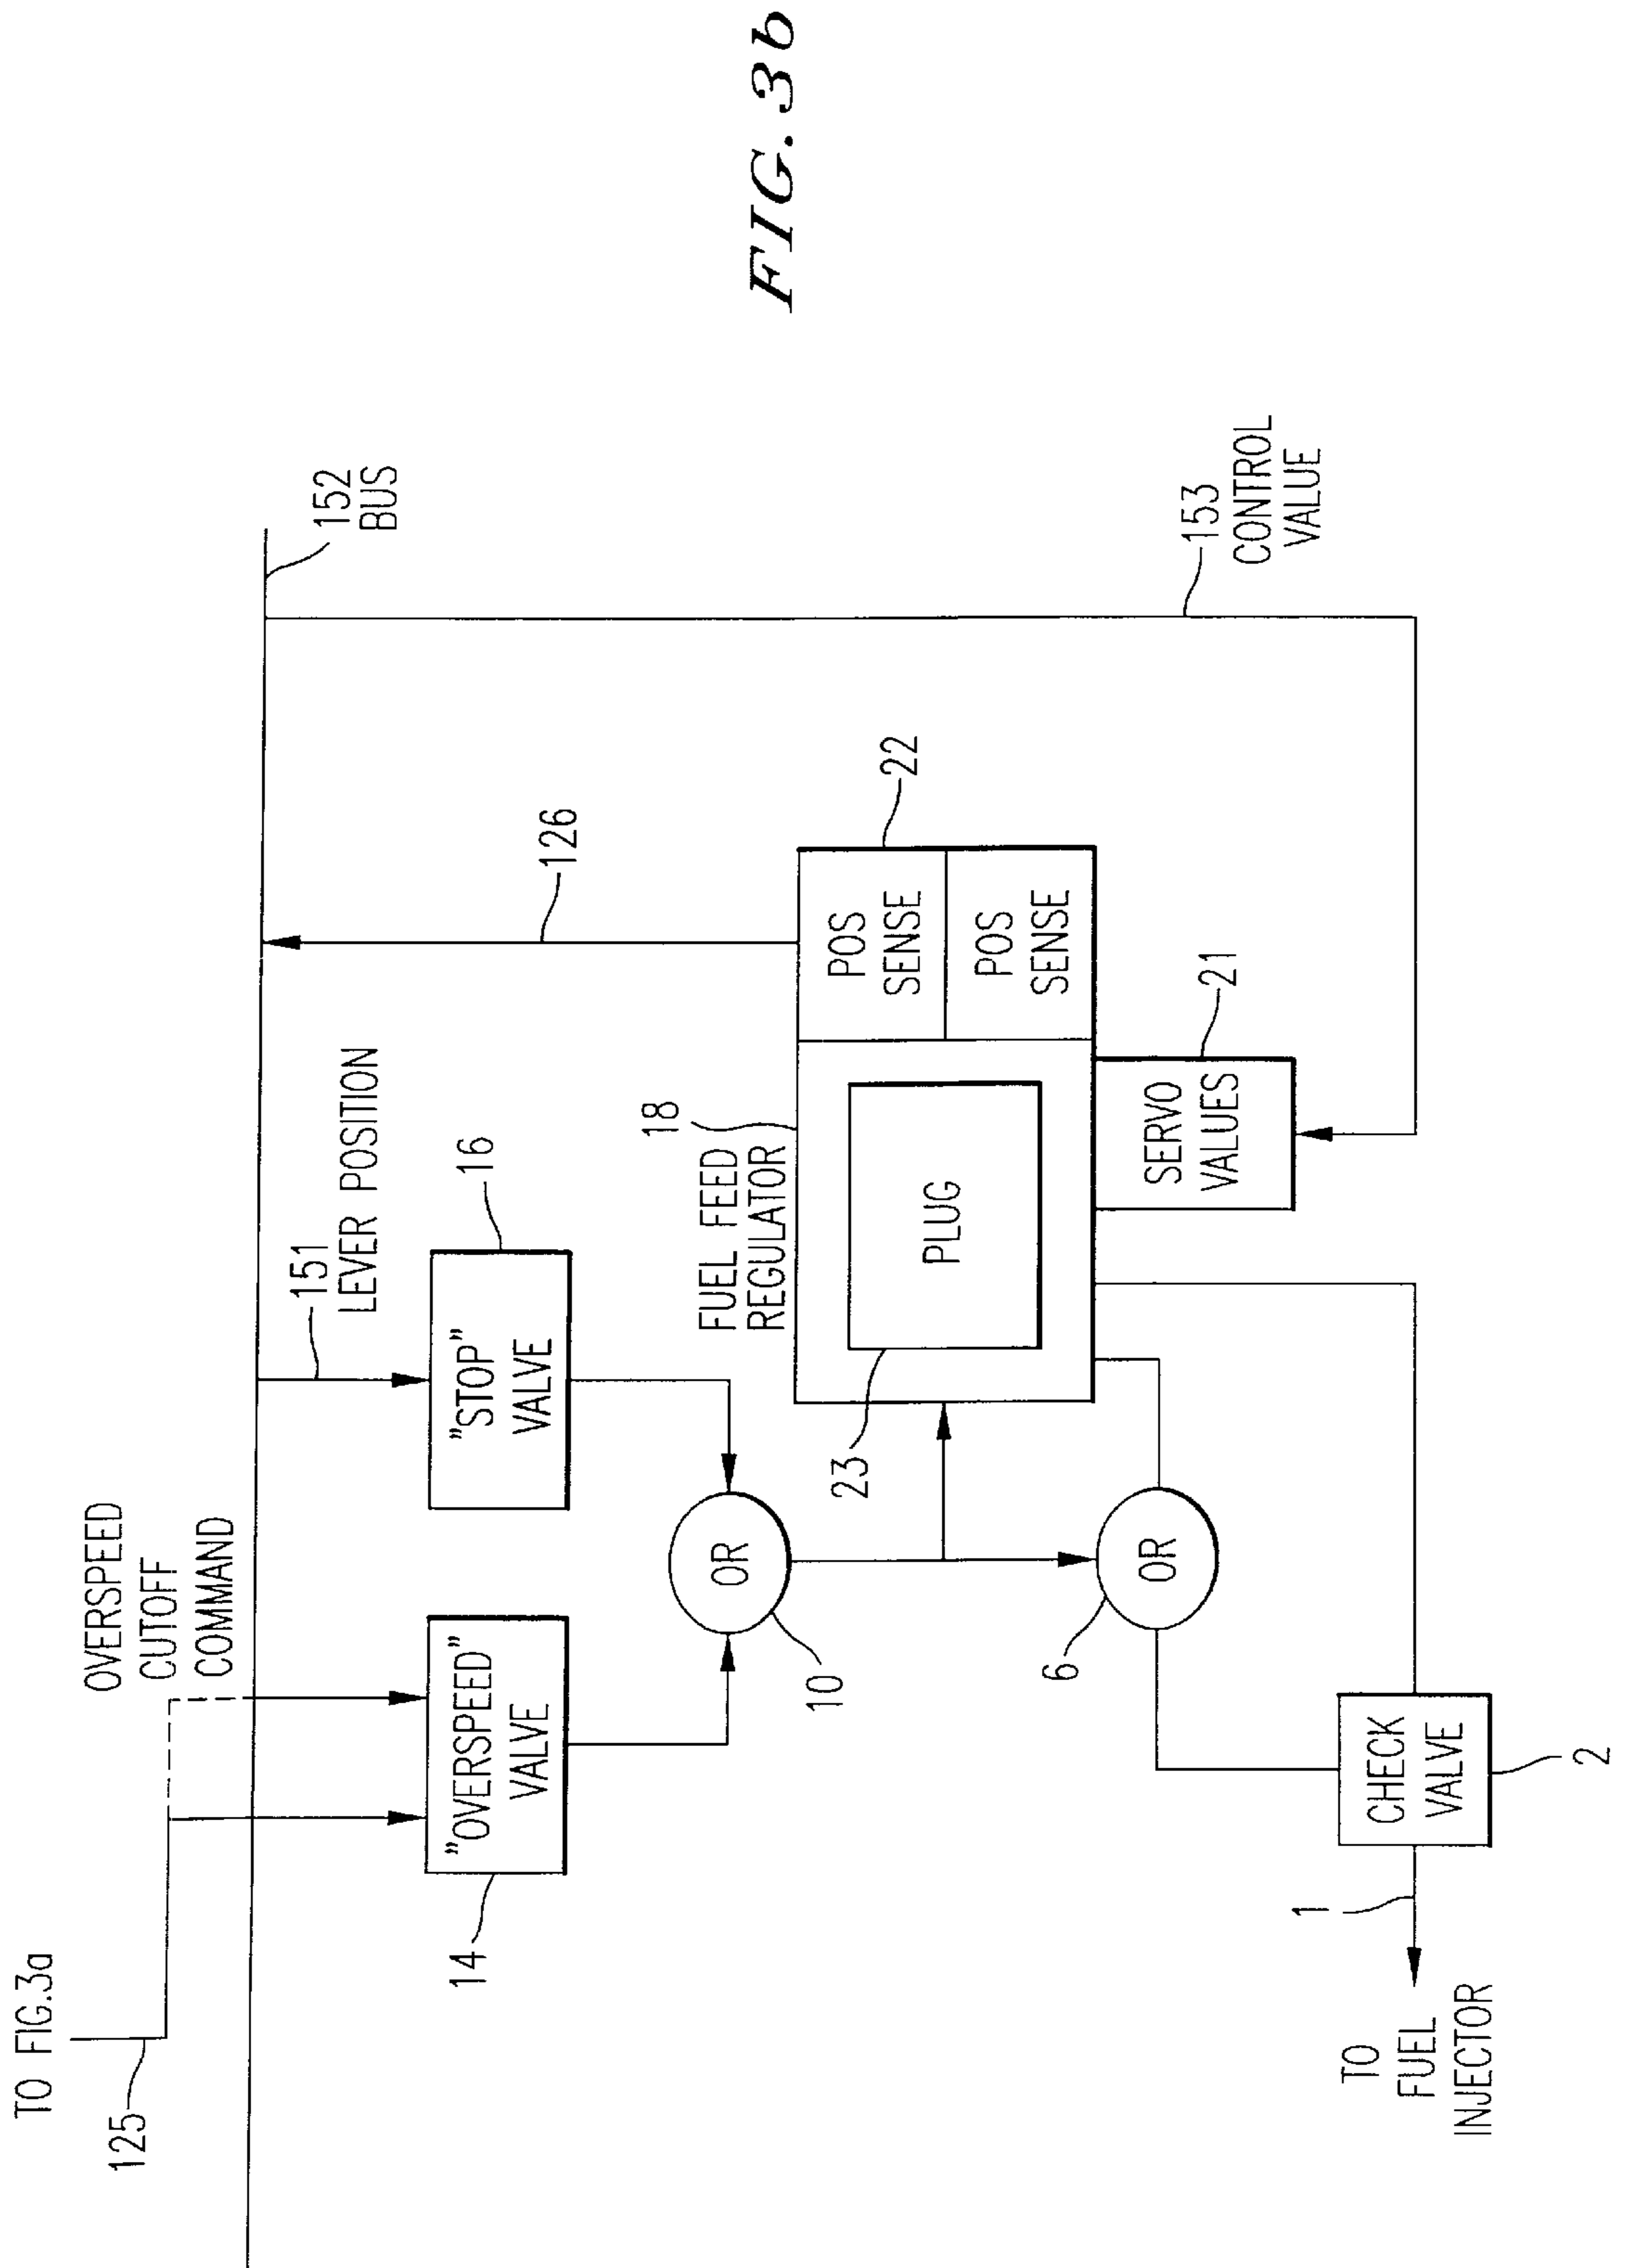 TO FIG.3a
125
OVERSPEED
CUTOFF
COMMAND
151
LEVER POSITION
126
152
BUS
14
"OVERSPEED"
VALVE
"STOP"
VALVE
16
10
OR
FUEL FEED
REGULATOR
18
23
PLUG
POS
SENSE
POS
SENSE
22
6
OR
SERVO
VALUES
21
153
CONTROL
VALUE
TO
FUEL
INJECTOR
1
CHECK
VALVE
2
FIG. 3b